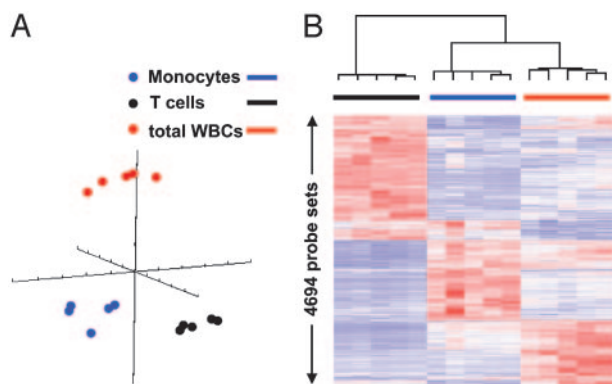 A
Monocytes
T cells
total WBCs
B
4694 probe sets